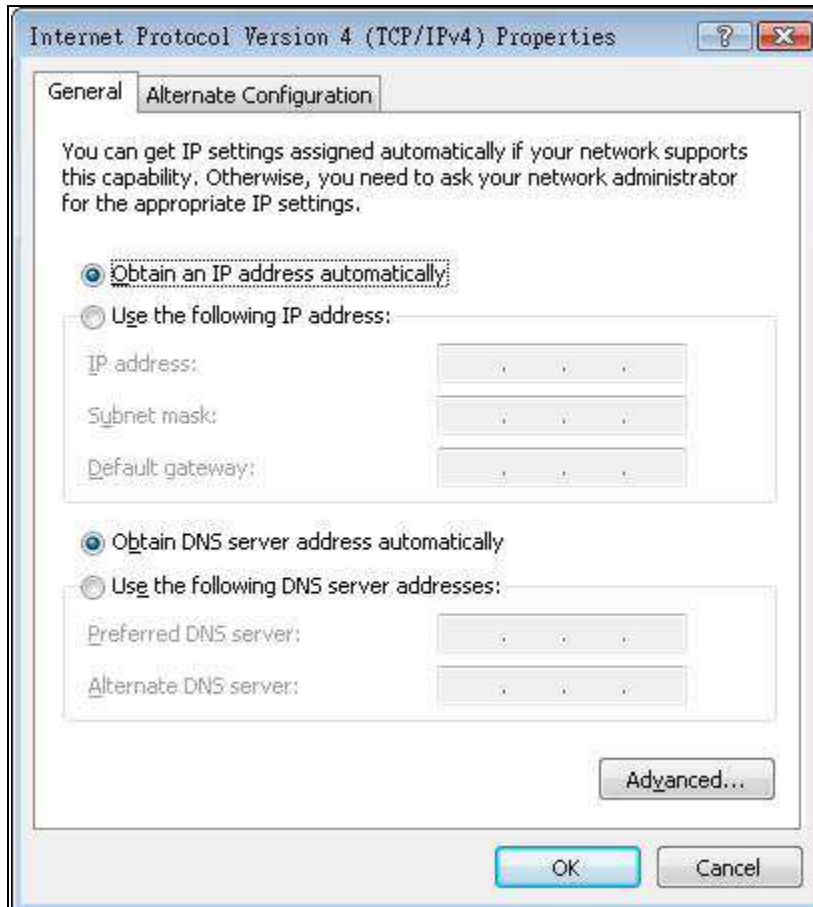 Internet Protocol Version 4 (TCP/IPv4) Properties
General
Alternate Configuration
You can get IP settings assigned automatically if your network supports
this capability. Otherwise, you need to ask your network administrator
for the appropriate IP settings.
Obtain an IP address automatically
Use the following IP address:
IP address:
Subnet mask:
Default gateway:
Obtain DNS server address automatically
Use the following DNS server addresses:
Preferred DNS server:
Alternate DNS server:
Advanced...
OK
Cancel